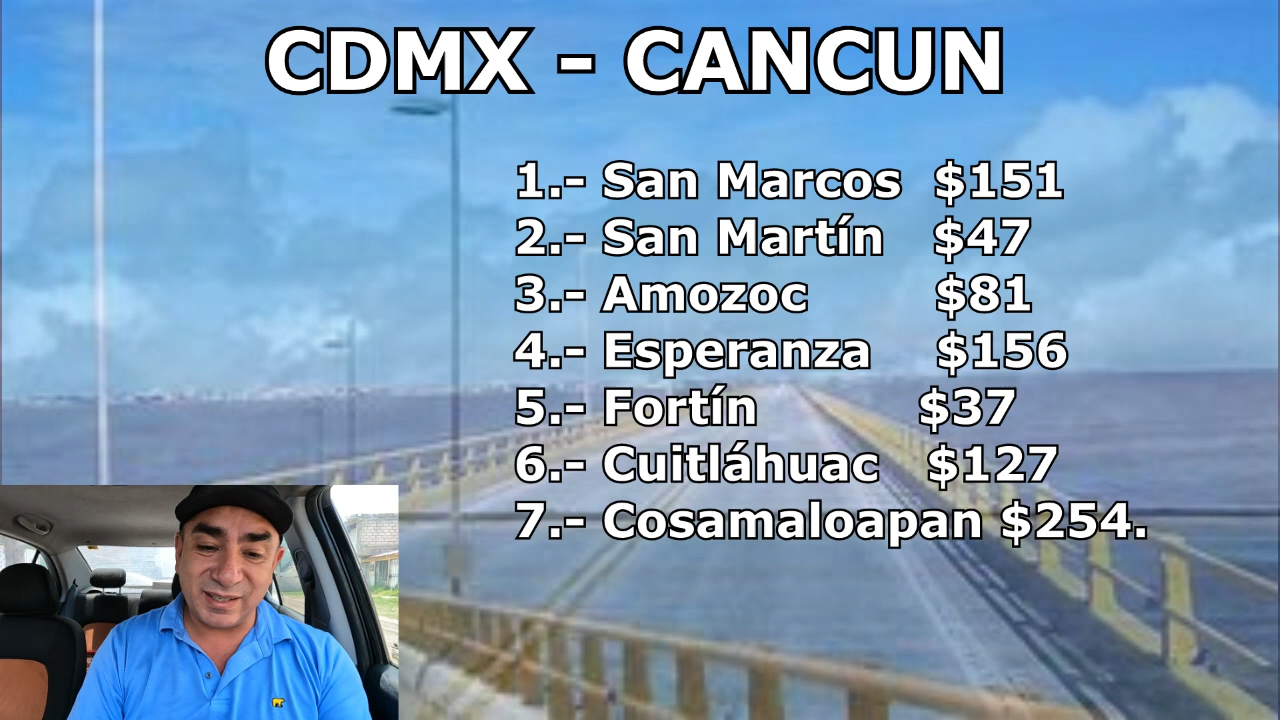 CDMX - CANCUN
1.- San Marcos $151
2.- San Martín $47
3.- Amozoc $81
4.- Esperanza $156
5.- Fortín $37
6.- Cuitláhuac $127
7.- Cosamaloapan $254.